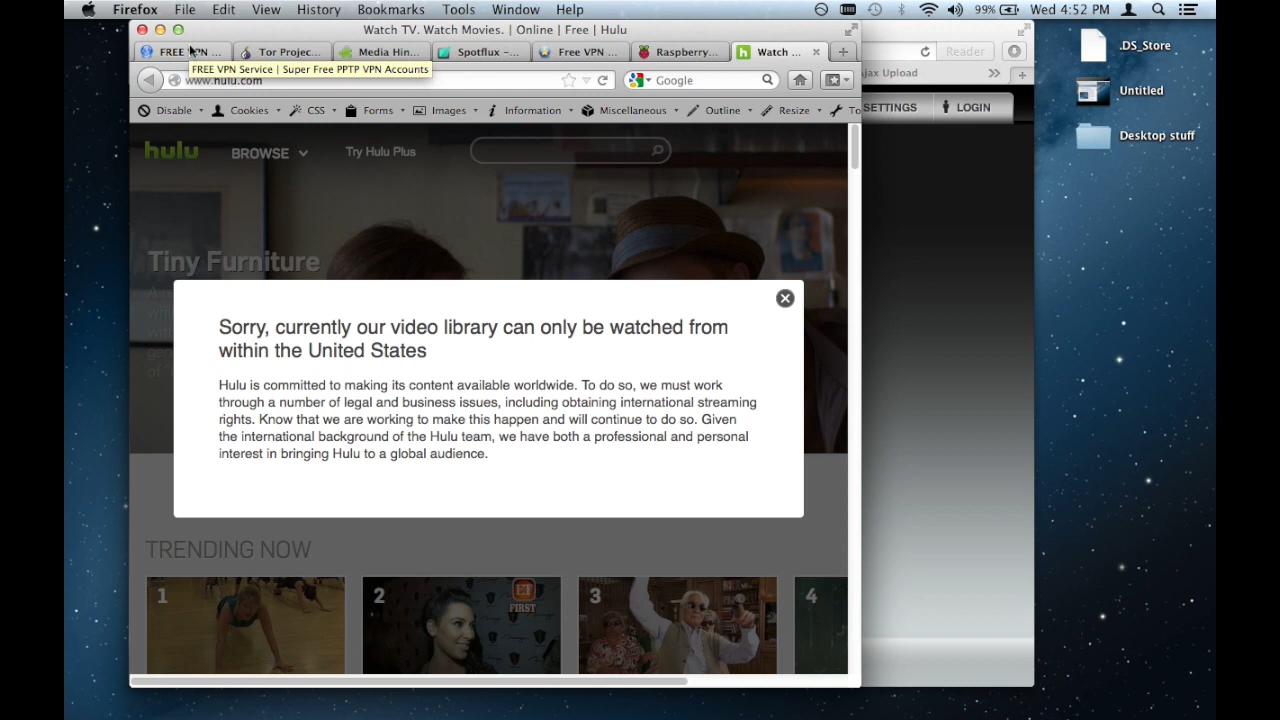 Firefox File Edit View History Bookmarks Tools Window Help 99% Wed 4:52 PM
Watch TV. Watch Movies. | Online | Free | Hulu
FREE VPN ... Tor Projec... Media Hin... Spotflux -... Free VPN ... Raspberry... Watch ...
FREE VPN Service | Super Free PPTP VPN Accounts
www.hulu.com Google
Reader
jax Upload
Disable Cookies CSS Forms Images Information Miscellaneous Outline Resize To
SETTINGS LOGIN
.DS_Store
Untitled
Desktop stuff
hulu BROWSE Try Hulu Plus
Tiny Furniture
Sorry, currently our video library can only be watched from
within the United States
Hulu is committed to making its content available worldwide. To do so, we must work
through a number of legal and business issues, including obtaining international streaming
rights. Know that we are working to make this happen and will continue to do so. Given
the international background of the Hulu team, we have both a professional and personal
interest in bringing Hulu to a global audience.
TRENDING NOW
1 2 3 4
ET
FIRST